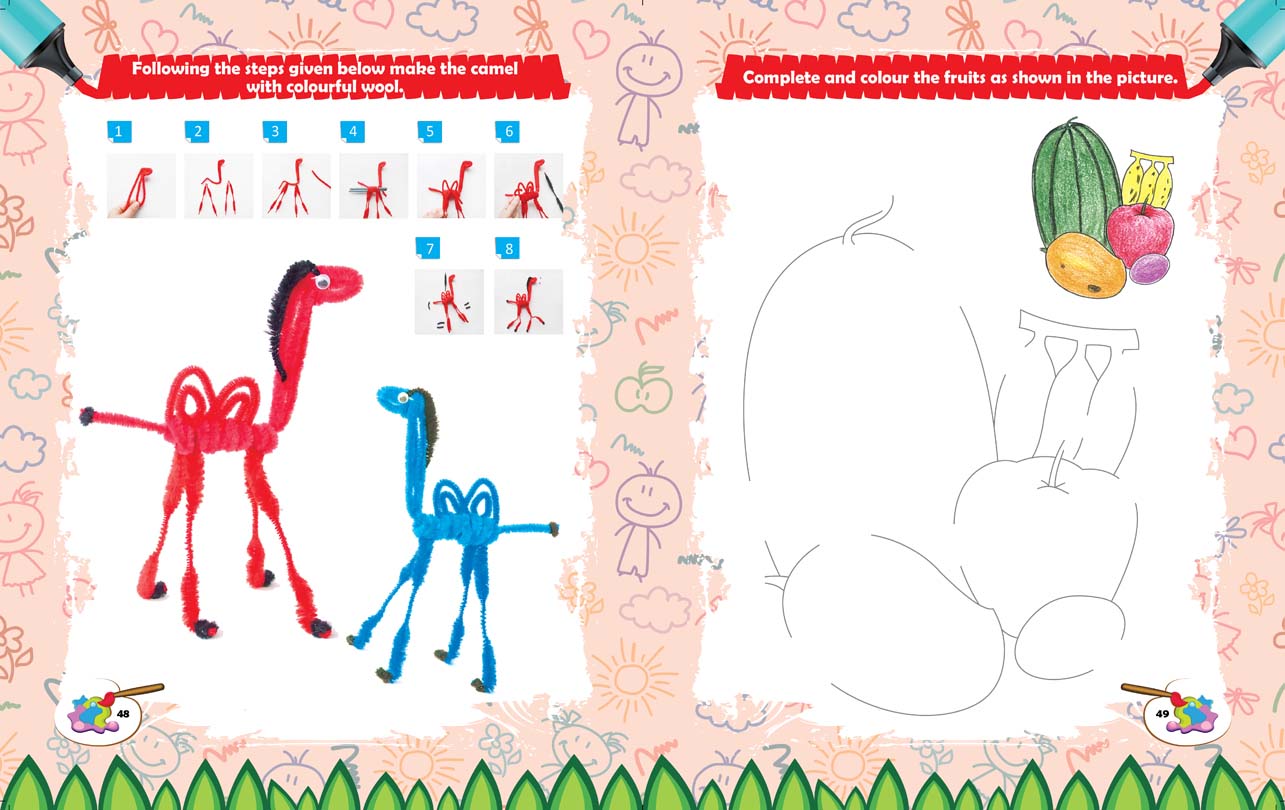 Following the steps given below make the camel
with colourful wool.
1 2 3 4 5 6
7 8
48
Complete and colour the fruits as shown in the picture.
49